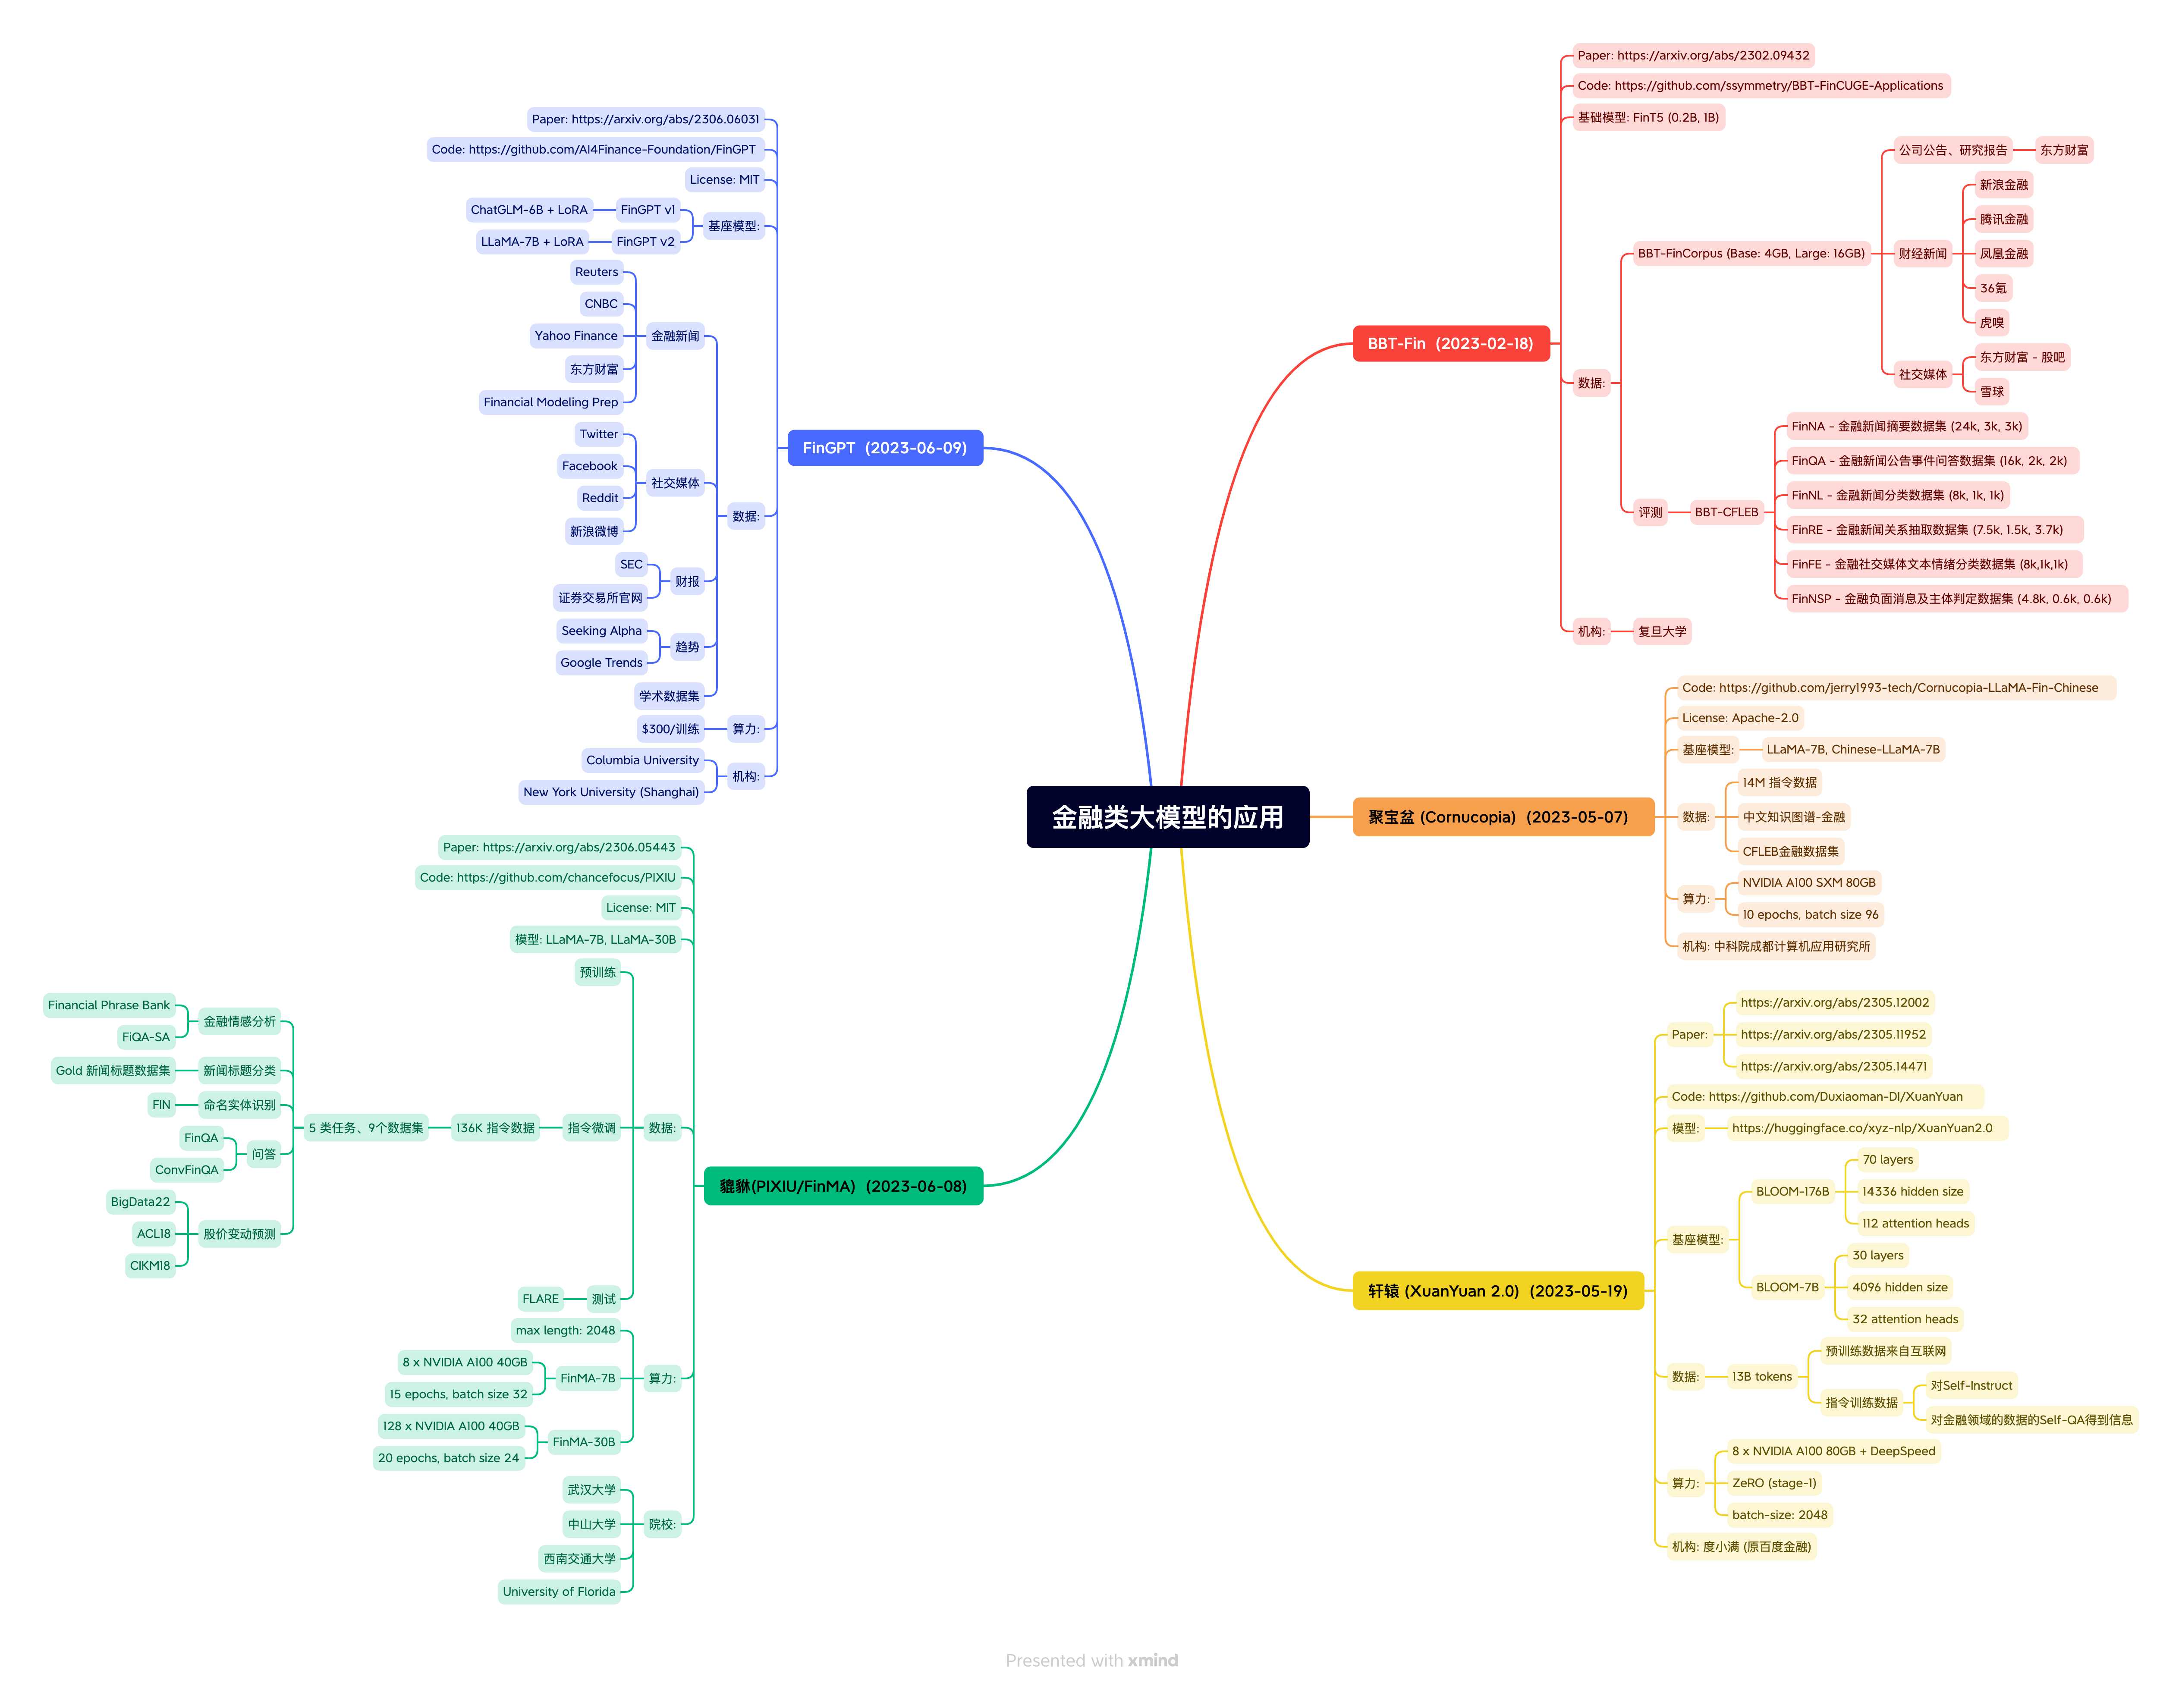 金融类大模型的应用
BBT-Fin (2023-02-18)
Paper: https://arxiv.org/abs/2302.09432
Code: https://github.com/ssymmetry/BBT-FinCUGE-Applications
基础模型: FinT5 (0.2B, 1B)
数据:
BBT-FinCorpus (Base: 4GB, Large: 16GB)
公司公告、研究报告
东方财富
财经新闻
新浪金融
腾讯金融
凤凰金融
36氪
虎嗅
社交媒体
东方财富 - 股吧
雪球
评测
BBT-CFLEB
FinNA - 金融新闻摘要数据集 (24k, 3k, 3k)
FinQA - 金融新闻公告事件问答数据集 (16k, 2k, 2k)
FinNL - 金融新闻分类数据集 (8k, 1k, 1k)
FinRE - 金融新闻关系抽取数据集 (7.5k, 1.5k, 3.7k)
FinFE - 金融社交媒体文本情绪分类数据集 (8k,1k,1k)
FinNSP - 金融负面消息及主体判定数据集 (4.8k, 0.6k, 0.6k)
机构:
复旦大学
聚宝盆 (Cornucopia) (2023-05-07)
Code: https://github.com/jerry1993-tech/Cornucopia-LLaMA-Fin-Chinese
License: Apache-2.0
基座模型:
LLaMA-7B, Chinese-LLaMA-7B
数据:
14M 指令数据
中文知识图谱-金融
CFLEB金融数据集
算力:
NVIDIA A100 SXM 80GB
10 epochs, batch size 96
机构: 中科院成都计算机应用研究所
轩辕 (XuanYuan 2.0) (2023-05-19)
Paper:
https://arxiv.org/abs/2305.12002
https://arxiv.org/abs/2305.11952
https://arxiv.org/abs/2305.14471
Code: https://github.com/Duxiaoman-DI/XuanYuan
模型:
https://huggingface.co/xyz-nlp/XuanYuan2.0
基座模型:
BLOOM-176B
70 layers
14336 hidden size
112 attention heads
BLOOM-7B
30 layers
4096 hidden size
32 attention heads
数据:
13B tokens
预训练数据来自互联网
指令训练数据
对Self-Instruct
对金融领域的数据的Self-QA得到信息
算力:
8 x NVIDIA A100 80GB + DeepSpeed
ZeRO (stage-1)
batch-size: 2048
机构: 度小满 (原百度金融)
FinGPT (2023-06-09)
Paper: https://arxiv.org/abs/2306.06031
Code: https://github.com/AI4Finance-Foundation/FinGPT
License: MIT
基座模型:
FinGPT v1
ChatGLM-6B + LoRA
FinGPT v2
LLaMA-7B + LoRA
数据:
金融新闻
Reuters
CNBC
Yahoo Finance
东方财富
Financial Modeling Prep
社交媒体
Twitter
Facebook
Reddit
新浪微博
财报
SEC
证券交易所官网
趋势
Seeking Alpha
Google Trends
学术数据集
算力:
$300/训练
机构:
Columbia University
New York University (Shanghai)
貔貅(PIXIU/FinMA) (2023-06-08)
Paper: https://arxiv.org/abs/2306.05443
Code: https://github.com/chancefocus/PIXIU
License: MIT
模型: LLaMA-7B, LLaMA-30B
数据:
预训练
指令微调
136K 指令数据
5 类任务、9个数据集
金融情感分析
Financial Phrase Bank
FiQA-SA
新闻标题分类
Gold 新闻标题数据集
命名实体识别
FIN
问答
FinQA
ConvFinQA
股价变动预测
BigData22
ACL18
CIKM18
测试
FLARE
算力:
max length: 2048
FinMA-7B
8 x NVIDIA A100 40GB
15 epochs, batch size 32
FinMA-30B
128 x NVIDIA A100 40GB
20 epochs, batch size 24
院校:
武汉大学
中山大学
西南交通大学
University of Florida
Presented with xmind